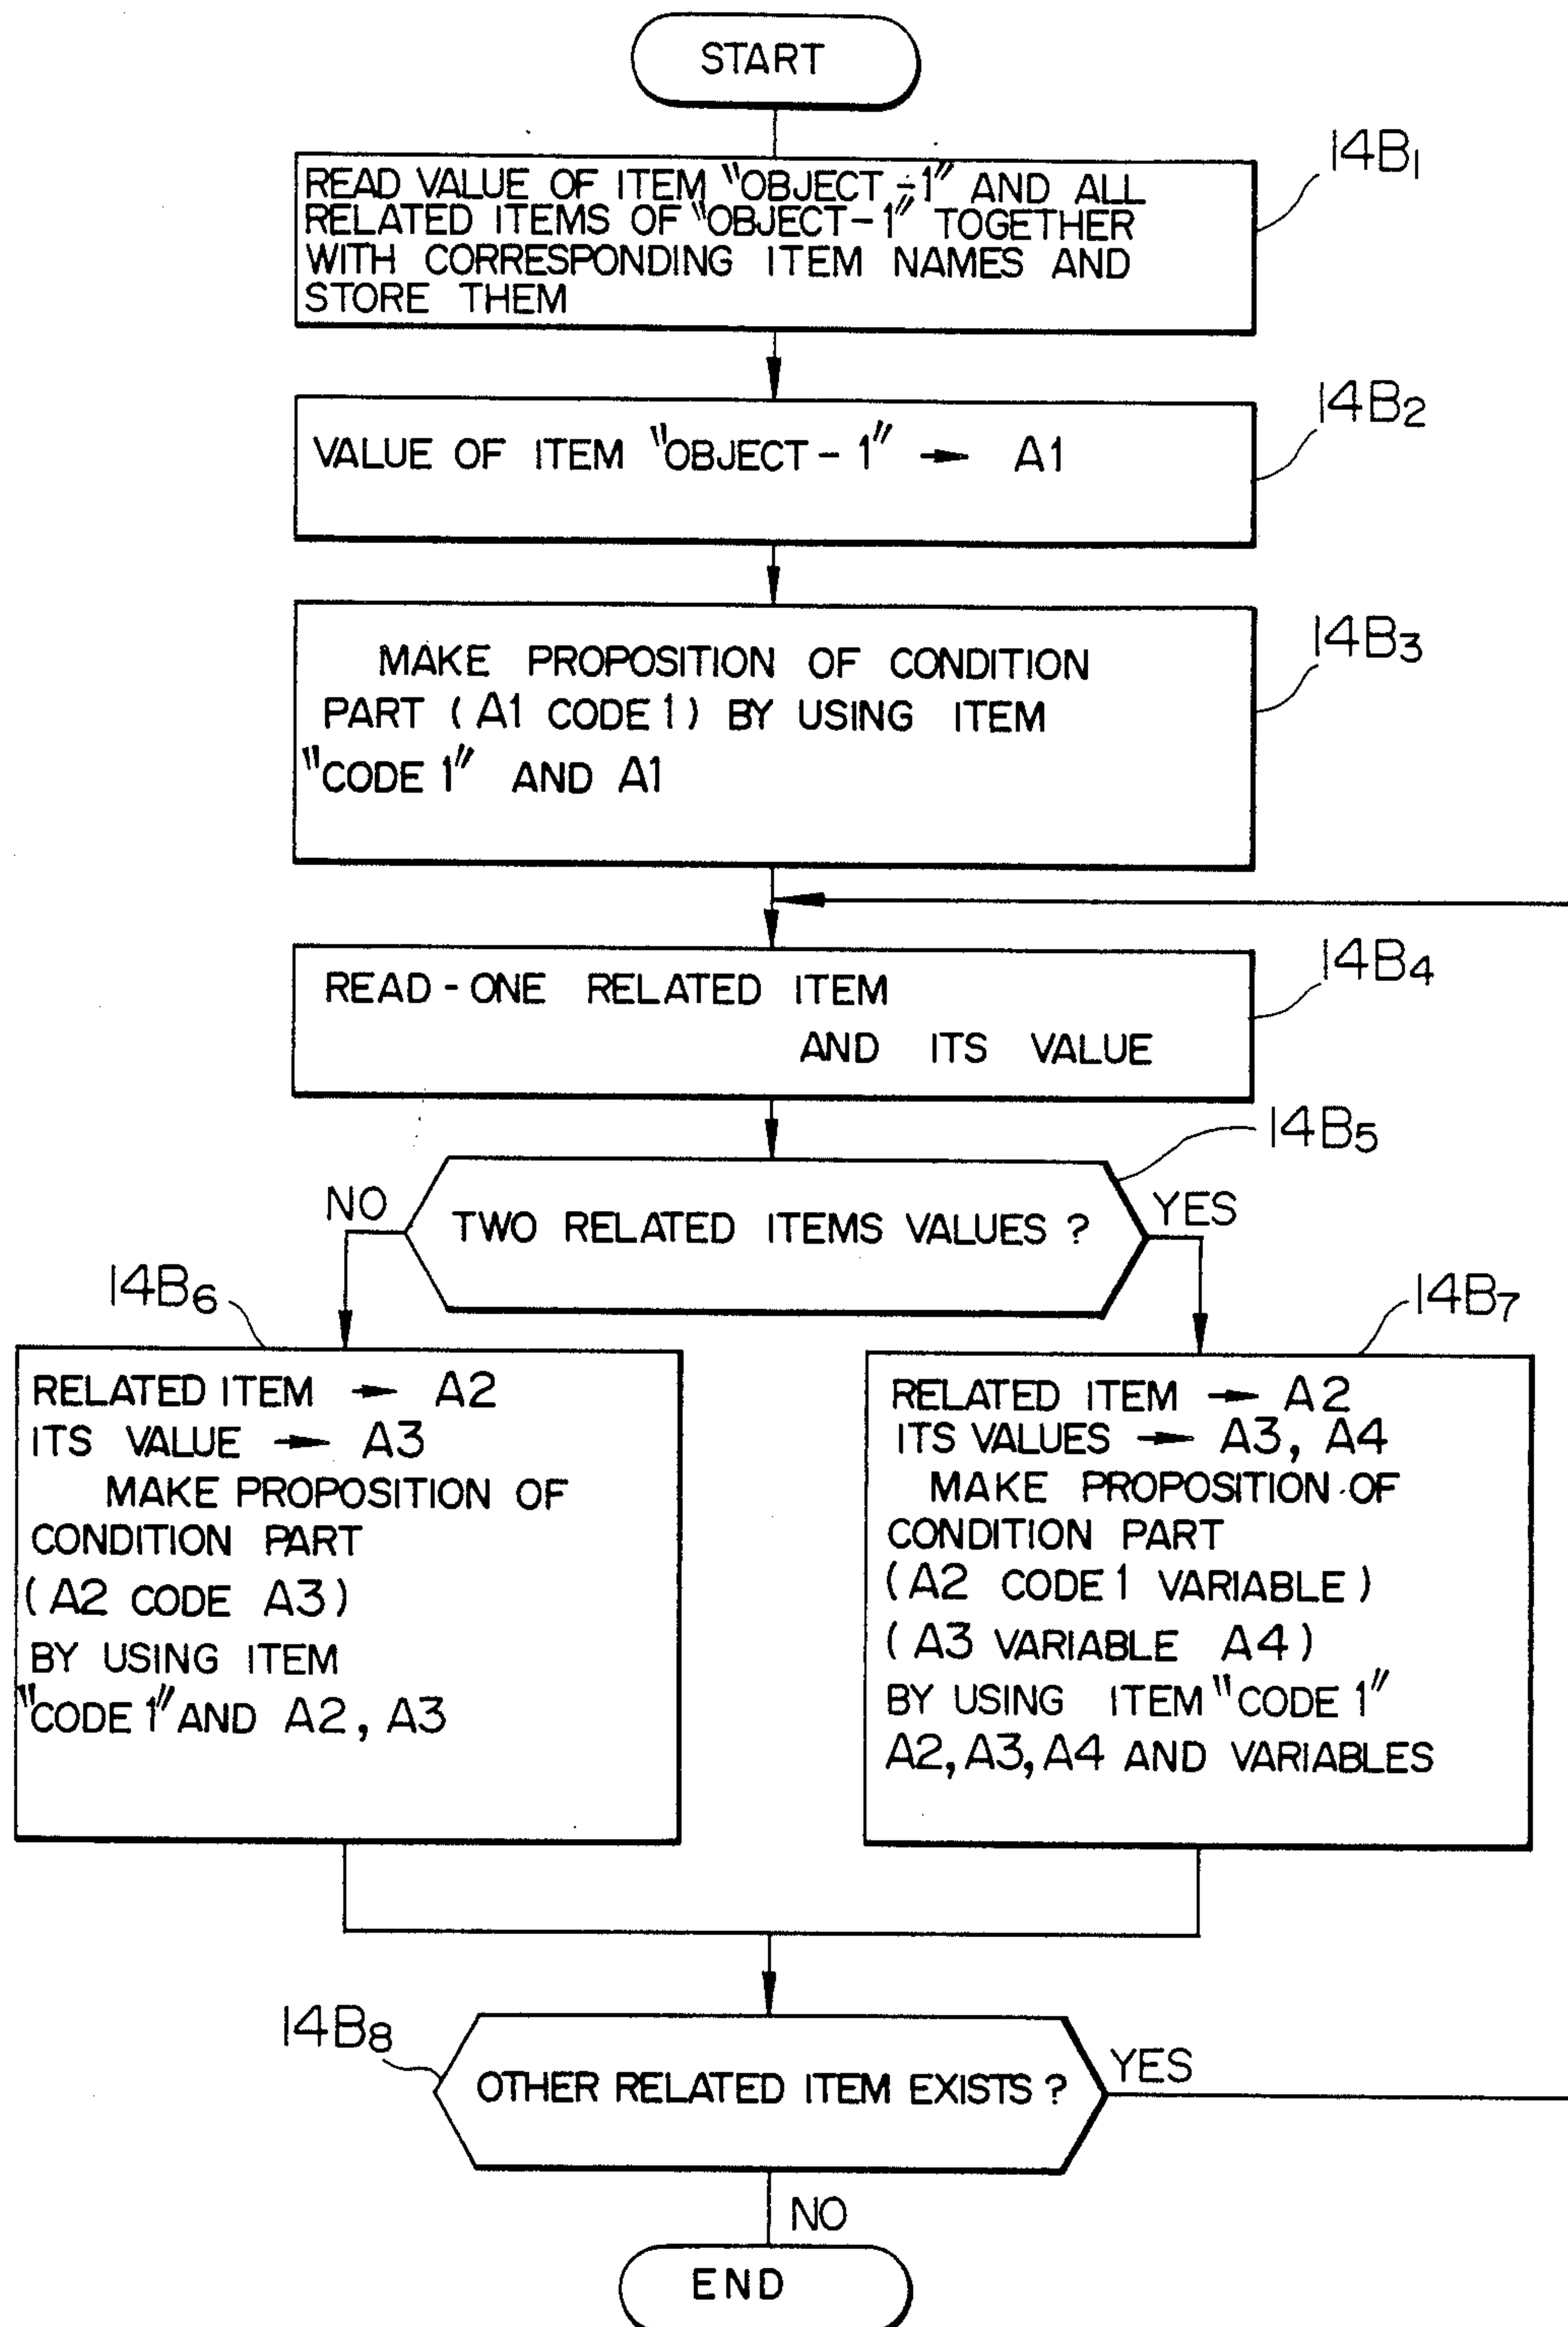 START
14B1
READ VALUE OF ITEM "OBJECT-1" AND ALL
RELATED ITEMS OF "OBJECT-1" TOGETHER
WITH CORRESPONDING ITEM NAMES AND
STORE THEM
14B2
VALUE OF ITEM "OBJECT-1" → A1
14B3
MAKE PROPOSITION OF CONDITION
PART (A1 CODE 1) BY USING ITEM
"CODE 1" AND A1
14B4
READ-ONE RELATED ITEM
AND ITS VALUE
14B5
NO
TWO RELATED ITEMS VALUES ?
YES
14B6
RELATED ITEM → A2
ITS VALUE → A3
MAKE PROPOSITION OF
CONDITION PART
(A2 CODE A3)
BY USING ITEM
"CODE 1" AND A2, A3
14B7
RELATED ITEM → A2
ITS VALUES → A3, A4
MAKE PROPOSITION OF
CONDITION PART
(A2 CODE 1 VARIABLE)
(A3 VARIABLE A4)
BY USING ITEM "CODE 1"
A2, A3, A4 AND VARIABLES
14B8
OTHER RELATED ITEM EXISTS ?
YES
NO
END